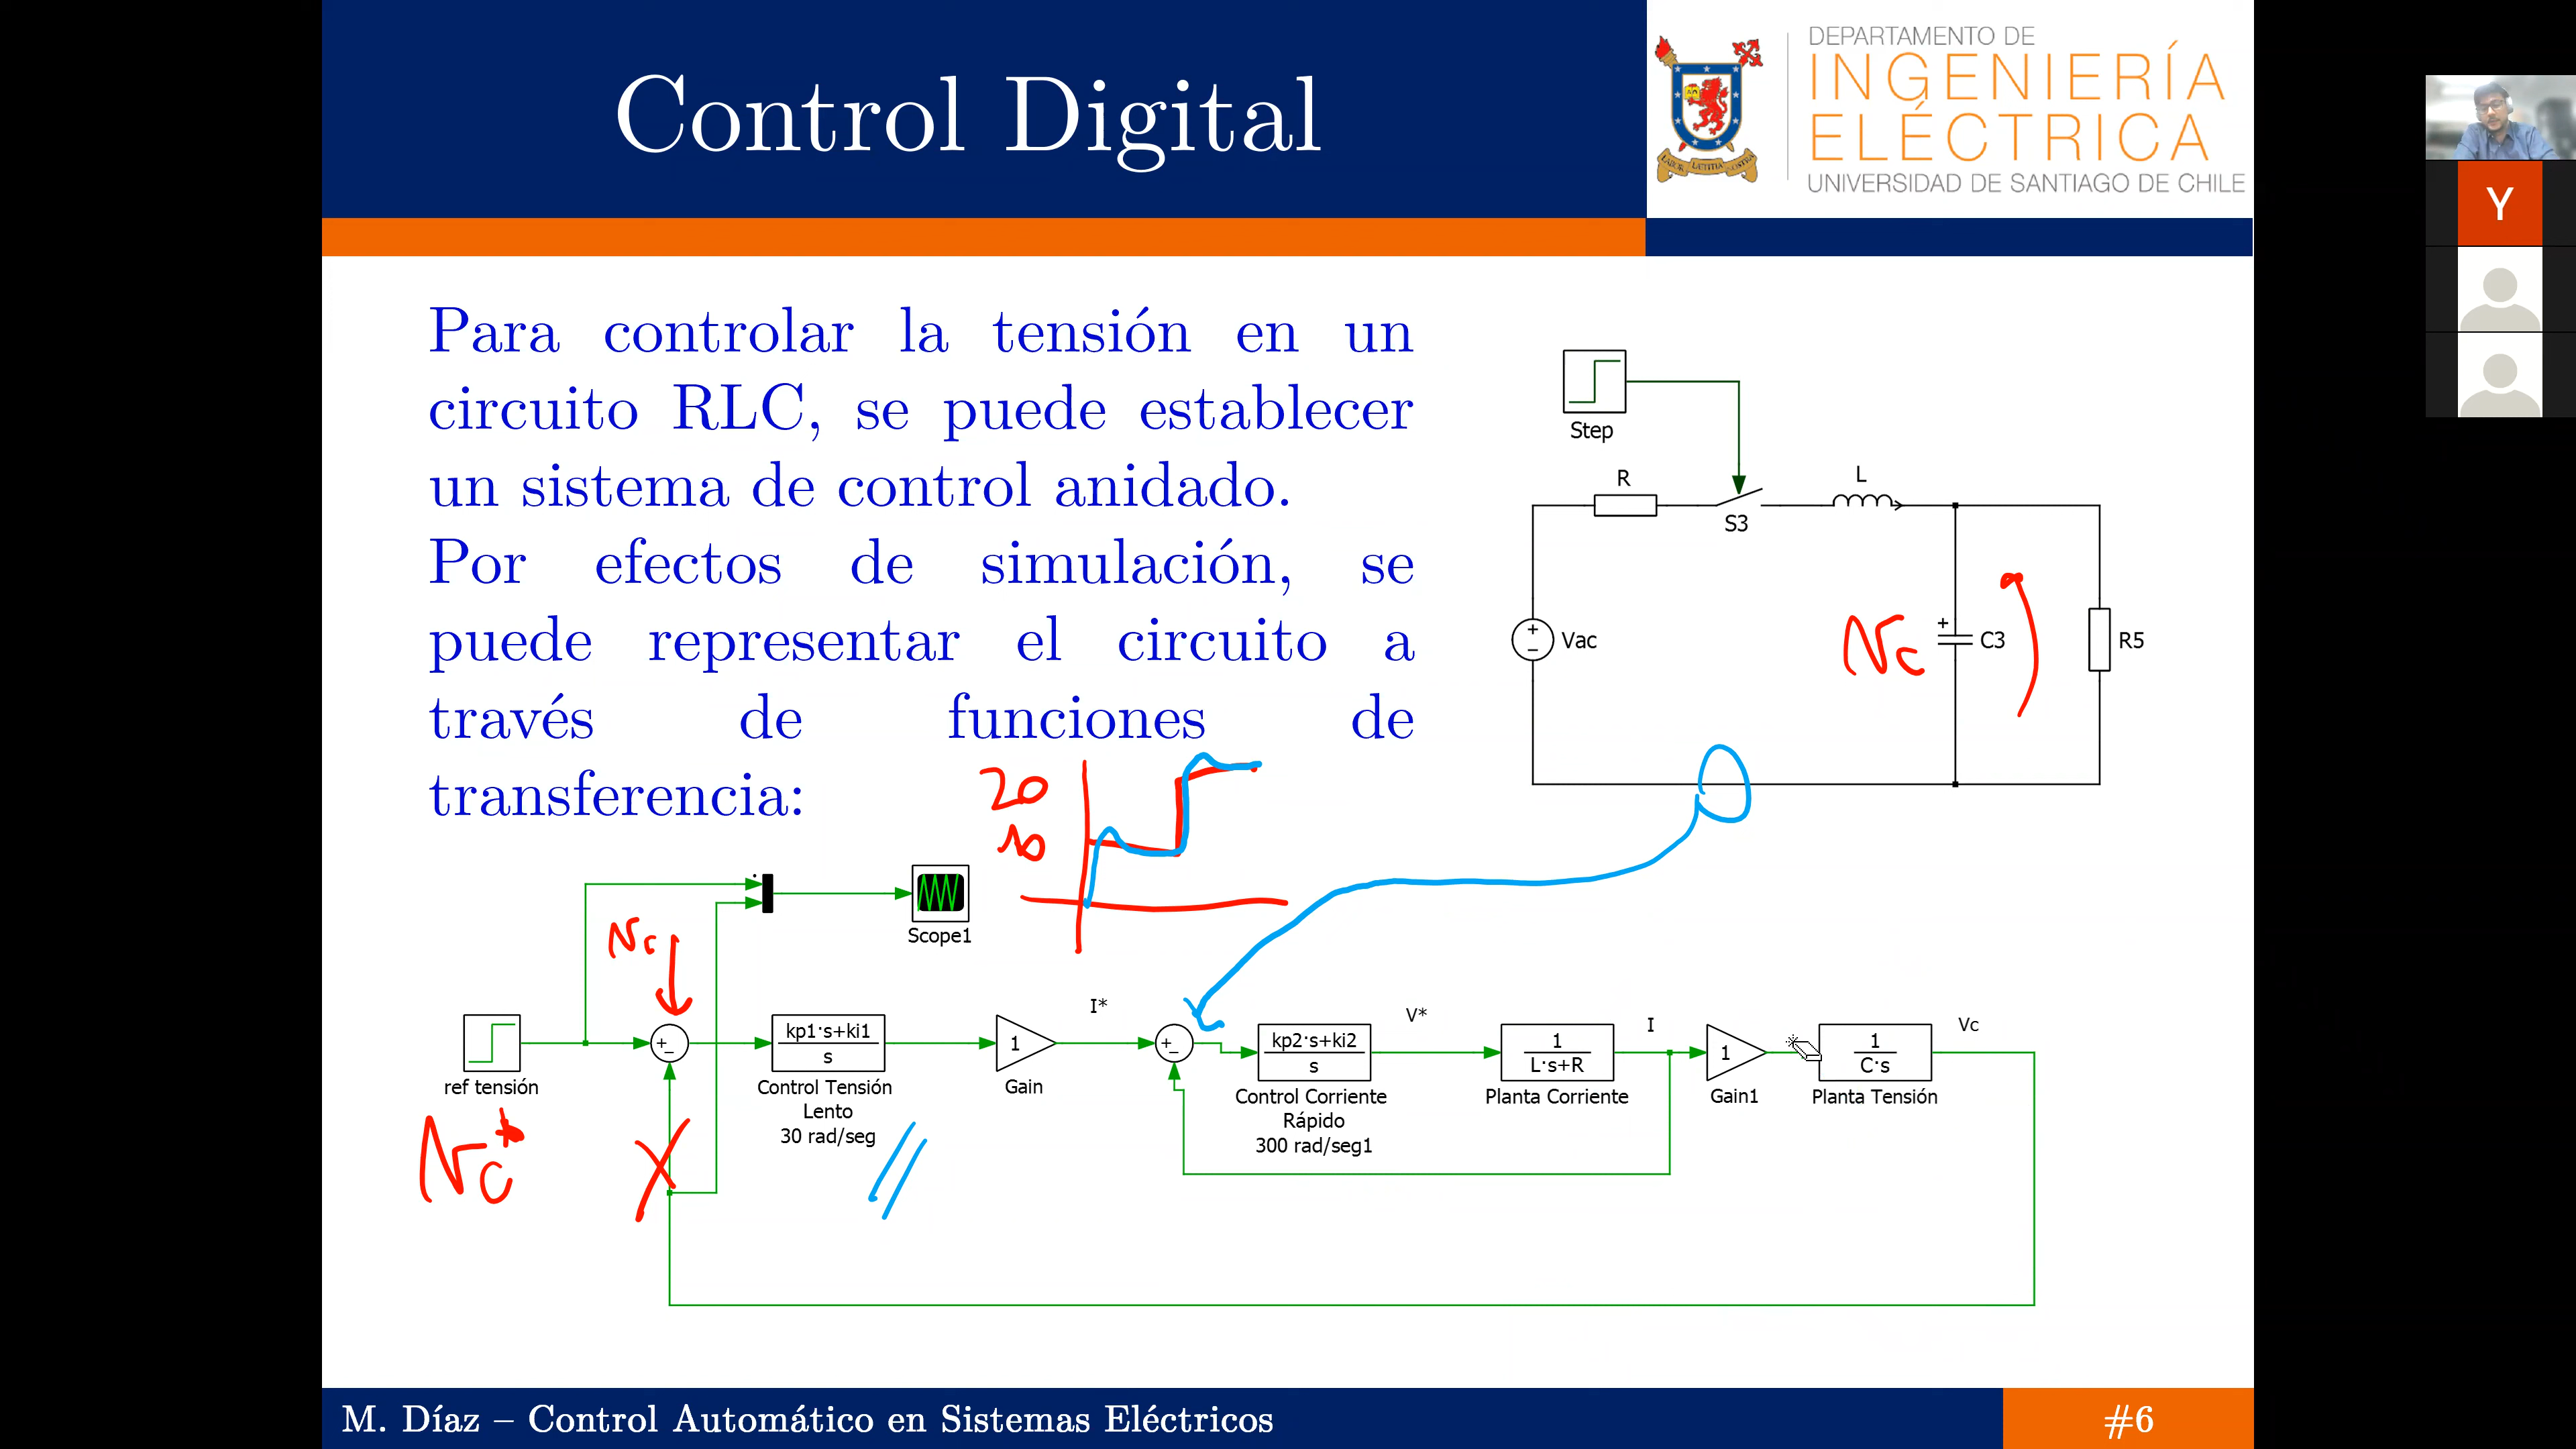 Control Digital
DEPARTAMENTO DE
INGENIERÍA
ELÉCTRICA
UNIVERSIDAD DE SANTIAGO DE CHILE
Y
Para controlar la tensión en un
circuito RLC, se puede establecer
un sistema de control anidado.
Por efectos de simulación, se
puede representar el circuito a
través de funciones de
transferencia:
Step
R
S3
L
Vac
+
−
Vc
+
C3
R5
20
10
Scope1
Vc
ref tensión
Vc*
+
−
kp1·s+ki1
s
Control Tensión
Lento
30 rad/seg
1
Gain
I*
+
−
kp2·s+ki2
s
Control Corriente
Rápido
300 rad/seg1
V*
1
L·s+R
Planta Corriente
I
1
Gain1
1
C·s
Planta Tensión
Vc
M. Díaz – Control Automático en Sistemas Eléctricos
#6